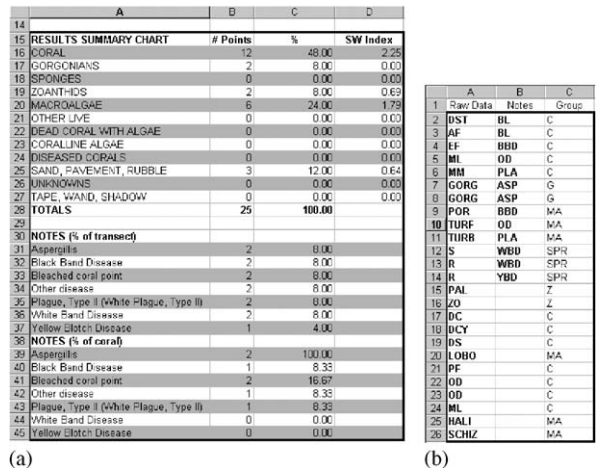 A B C D
14
15 RESULTS SUMMARY CHART # Points % SW Index
16 CORAL 12 48.00 2.25
17 GORGONIANS 2 8.00 0.00
18 SPONGES 0 0.00 0.00
19 ZOANTHIDS 2 8.00 0.69
20 MACROALGAE 6 24.00 1.79
21 OTHER LIVE 0 0.00 0.00
22 DEAD CORAL WITH ALGAE 0 0.00 0.00
23 CORALLINE ALGAE 0 0.00 0.00
24 DISEASED CORALS 0 0.00 0.00
25 SAND, PAVEMENT, RUBBLE 3 12.00 0.64
26 UNKNOWNS 0 0.00 0.00
27 TAPE, WAND, SHADOW 0 0.00 0.00
28 TOTALS 25 100.00
29
30 NOTES (% of transect)
31 Aspergillis 2 8.00
32 Black Band Disease 2 8.00
33 Bleached coral point 2 8.00
34 Other disease 2 8.00
35 Plague, Type II (White Plague, Type II) 2 8.00
36 White Band Disease 2 8.00
37 Yellow Blotch Disease 1 4.00
38 NOTES (% of coral)
39 Aspergillis 2 100.00
40 Black Band Disease 1 8.33
41 Bleached coral point 2 16.67
42 Other disease 1 8.33
43 Plague, Type II (White Plague, Type II) 1 8.33
44 White Band Disease 0 0.00
45 Yellow Blotch Disease 0 0.00
(a)
A B C
1 Raw Data Notes Group
2 DST BL C
3 AF BL C
4 EF BBD C
5 ML OD C
6 MM PLA C
7 GORG ASP G
8 GORG ASP G
9 POR BBD MA
10 TURF OD MA
11 TURB PLA MA
12 S WBD SPR
13 R WBD SPR
14 R YBD SPR
15 PAL Z
16 ZO Z
17 DC C
18 DCY C
19 DS C
20 LOBO MA
21 PF C
22 OD C
23 OD C
24 ML C
25 HALI MA
26 SCHIZ MA
(b)